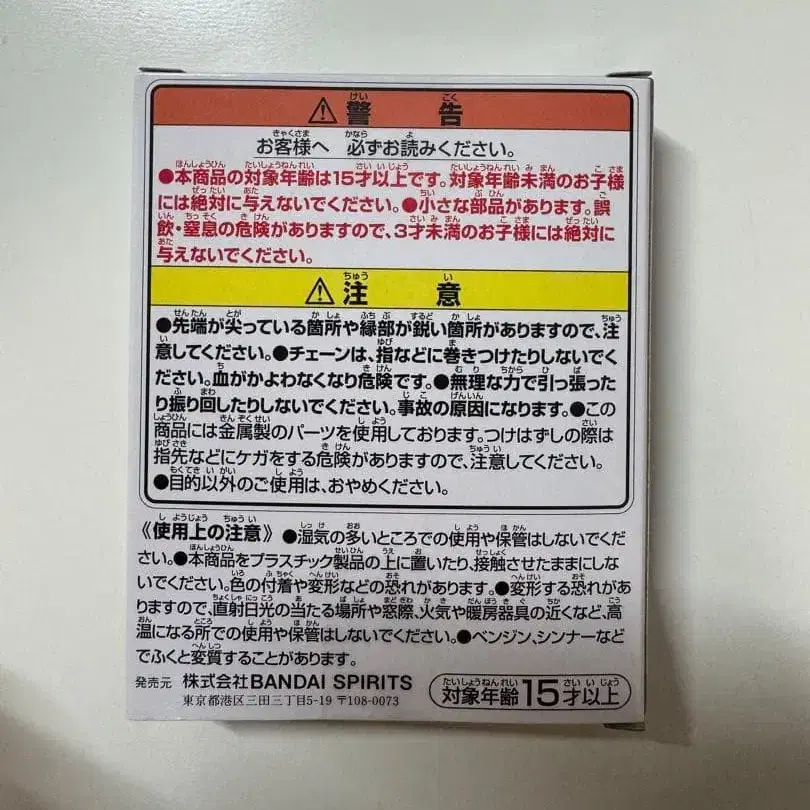 ⚠警告
お客様へ 必ずお読みください。
●本商品の対象年齢は15才以上です。対象年齢未満のお子様
には絶対に与えないでください。●小さな部品があります。誤
飲・窒息の危険がありますので、3才未満のお子様には絶対に
与えないでください。
⚠注意
●先端が尖っている箇所や縁部が鋭い箇所がありますので、注
意してください。●チェーンは、指などに巻きつけたりしないでく
ださい。血がかよわなくなり危険です。●無理な力で引っ張った
り振り回したりしないでください。事故の原因になります。●この
商品には金属製のパーツを使用しております。つけはずしの際は
指先などにケガをする危険がありますので、注意してください。
●目的以外のご使用は、おやめください。
《使用上の注意》●湿気の多いところでの使用や保管はしないでくだ
さい。●本商品をプラスチック製品の上に置いたり、接触させたままにし
ないでください。色の付着や変形などの恐れがあります。●変形する恐れがあ
りますので、直射日光の当たる場所や窓際、火気や暖房器具の近くなど、高
温になる所での使用や保管はしないでください。●ベンジン、シンナーなど
でふくと変質することがあります。
発売元 株式会社BANDAI SPIRITS
東京都港区三田三丁目5-19 〒108-0073
対象年齢15才以上